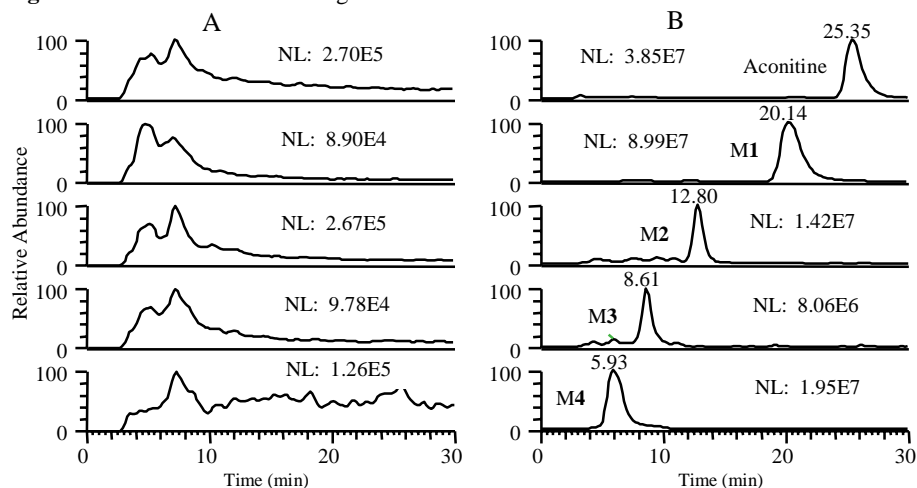 A
100
0
NL: 2.70E5
100
0
NL: 8.90E4
100
0
NL: 2.67E5
100
0
NL: 9.78E4
100
0
NL: 1.26E5
0 10 20 30
Time (min)
Relative Abundance
B
100
0
NL: 3.85E7
Aconitine
25.35
100
0
NL: 8.99E7
M1
20.14
100
0
M2
12.80
NL: 1.42E7
100
0
M3
8.61
NL: 8.06E6
100
0
M4
5.93
NL: 1.95E7
0 10 20 30
Time (min)